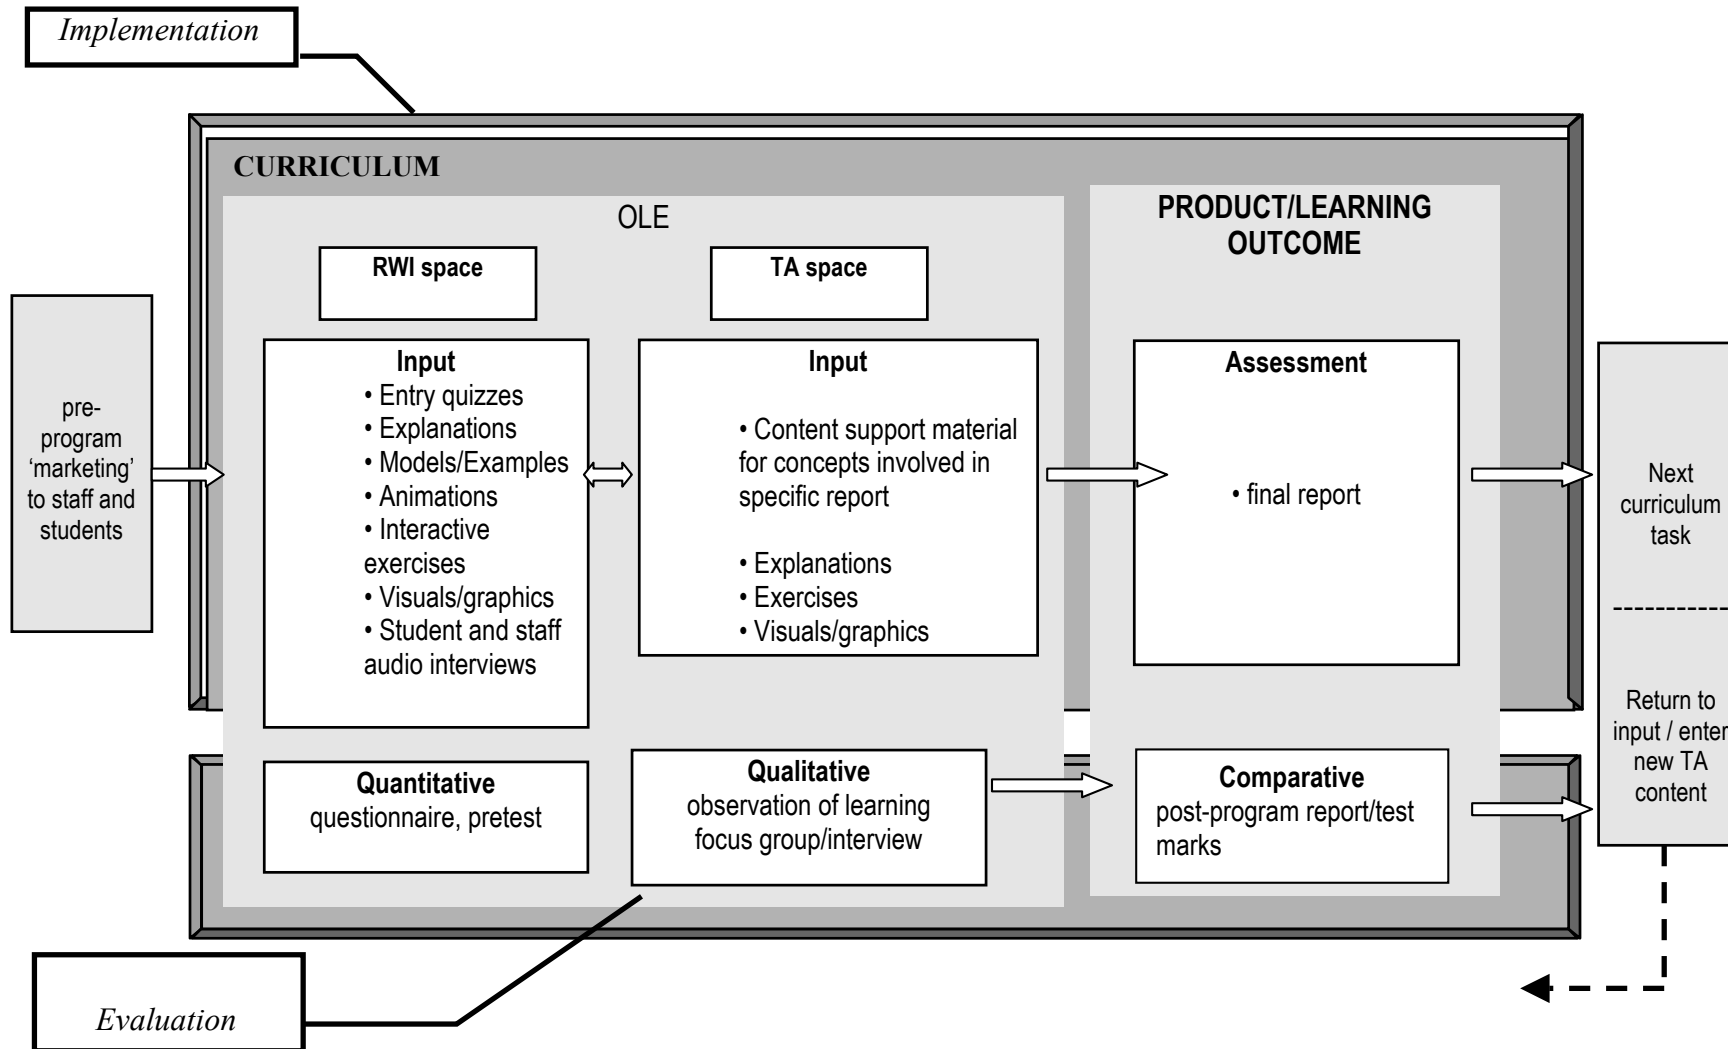 Implementation
CURRICULUM
OLE
PRODUCT/LEARNING
OUTCOME
RWI space
TA space
pre-
program
‘marketing’
to staff and
students
Input
• Entry quizzes
• Explanations
• Models/Examples
• Animations
• Interactive
exercises
• Visuals/graphics
• Student and staff
audio interviews
Input
• Content support material
for concepts involved in
specific report
• Explanations
• Exercises
• Visuals/graphics
Assessment
• final report
Next
curriculum
task
-----------
Return to
input / enter
new TA
content
Quantitative
questionnaire, pretest
Qualitative
observation of learning
focus group/interview
Comparative
post-program report/test
marks
Evaluation